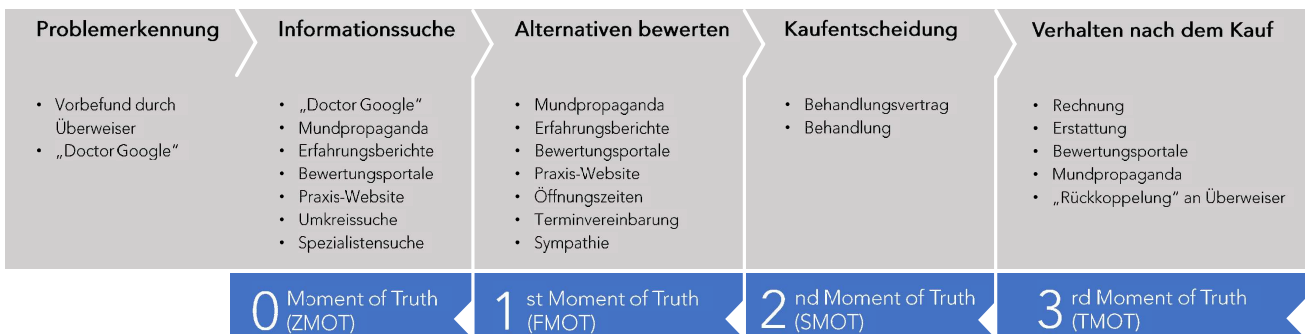 Problemerkennung
• Vorbefund durch
Überweiser
• „Doctor Google“
Informationssuche
• „Doctor Google“
• Mundpropaganda
• Erfahrungsberichte
• Bewertungsportale
• Praxis-Website
• Umkreissuche
• Spezialistensuche
Alternativen bewerten
• Mundpropaganda
• Erfahrungsberichte
• Bewertungsportale
• Praxis-Website
• Öffnungszeiten
• Terminvereinbarung
• Sympathie
Kaufentscheidung
• Behandlungsvertrag
• Behandlung
Verhalten nach dem Kauf
• Rechnung
• Erstattung
• Bewertungsportale
• Mundpropaganda
• „Rückkoppelung“ an Überweiser
0 Moment of Truth
(ZMOT)
1 st Moment of Truth
(FMOT)
2 nd Moment of Truth
(SMOT)
3 rd Moment of Truth
(TMOT)